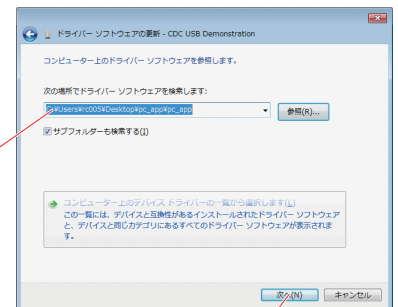 ドライバー ソフトウェアの更新 - CDC USB Demonstration
コンピューター上のドライバー ソフトウェアを参照します。
次の場所でドライバー ソフトウェアを検索します:
C:¥Users¥rc005¥Desktop¥pc_app¥pc_app
参照(R)...
サブフォルダーも検索する(I)
コンピューター上のデバイス ドライバーの一覧から選択します(L)
この一覧には、デバイスと互換性があるインストールされたドライバー ソフトウェア
と、デバイスと同じカテゴリにあるすべてのドライバー ソフトウェアが表示されま
す。
次へ(N)
キャンセル